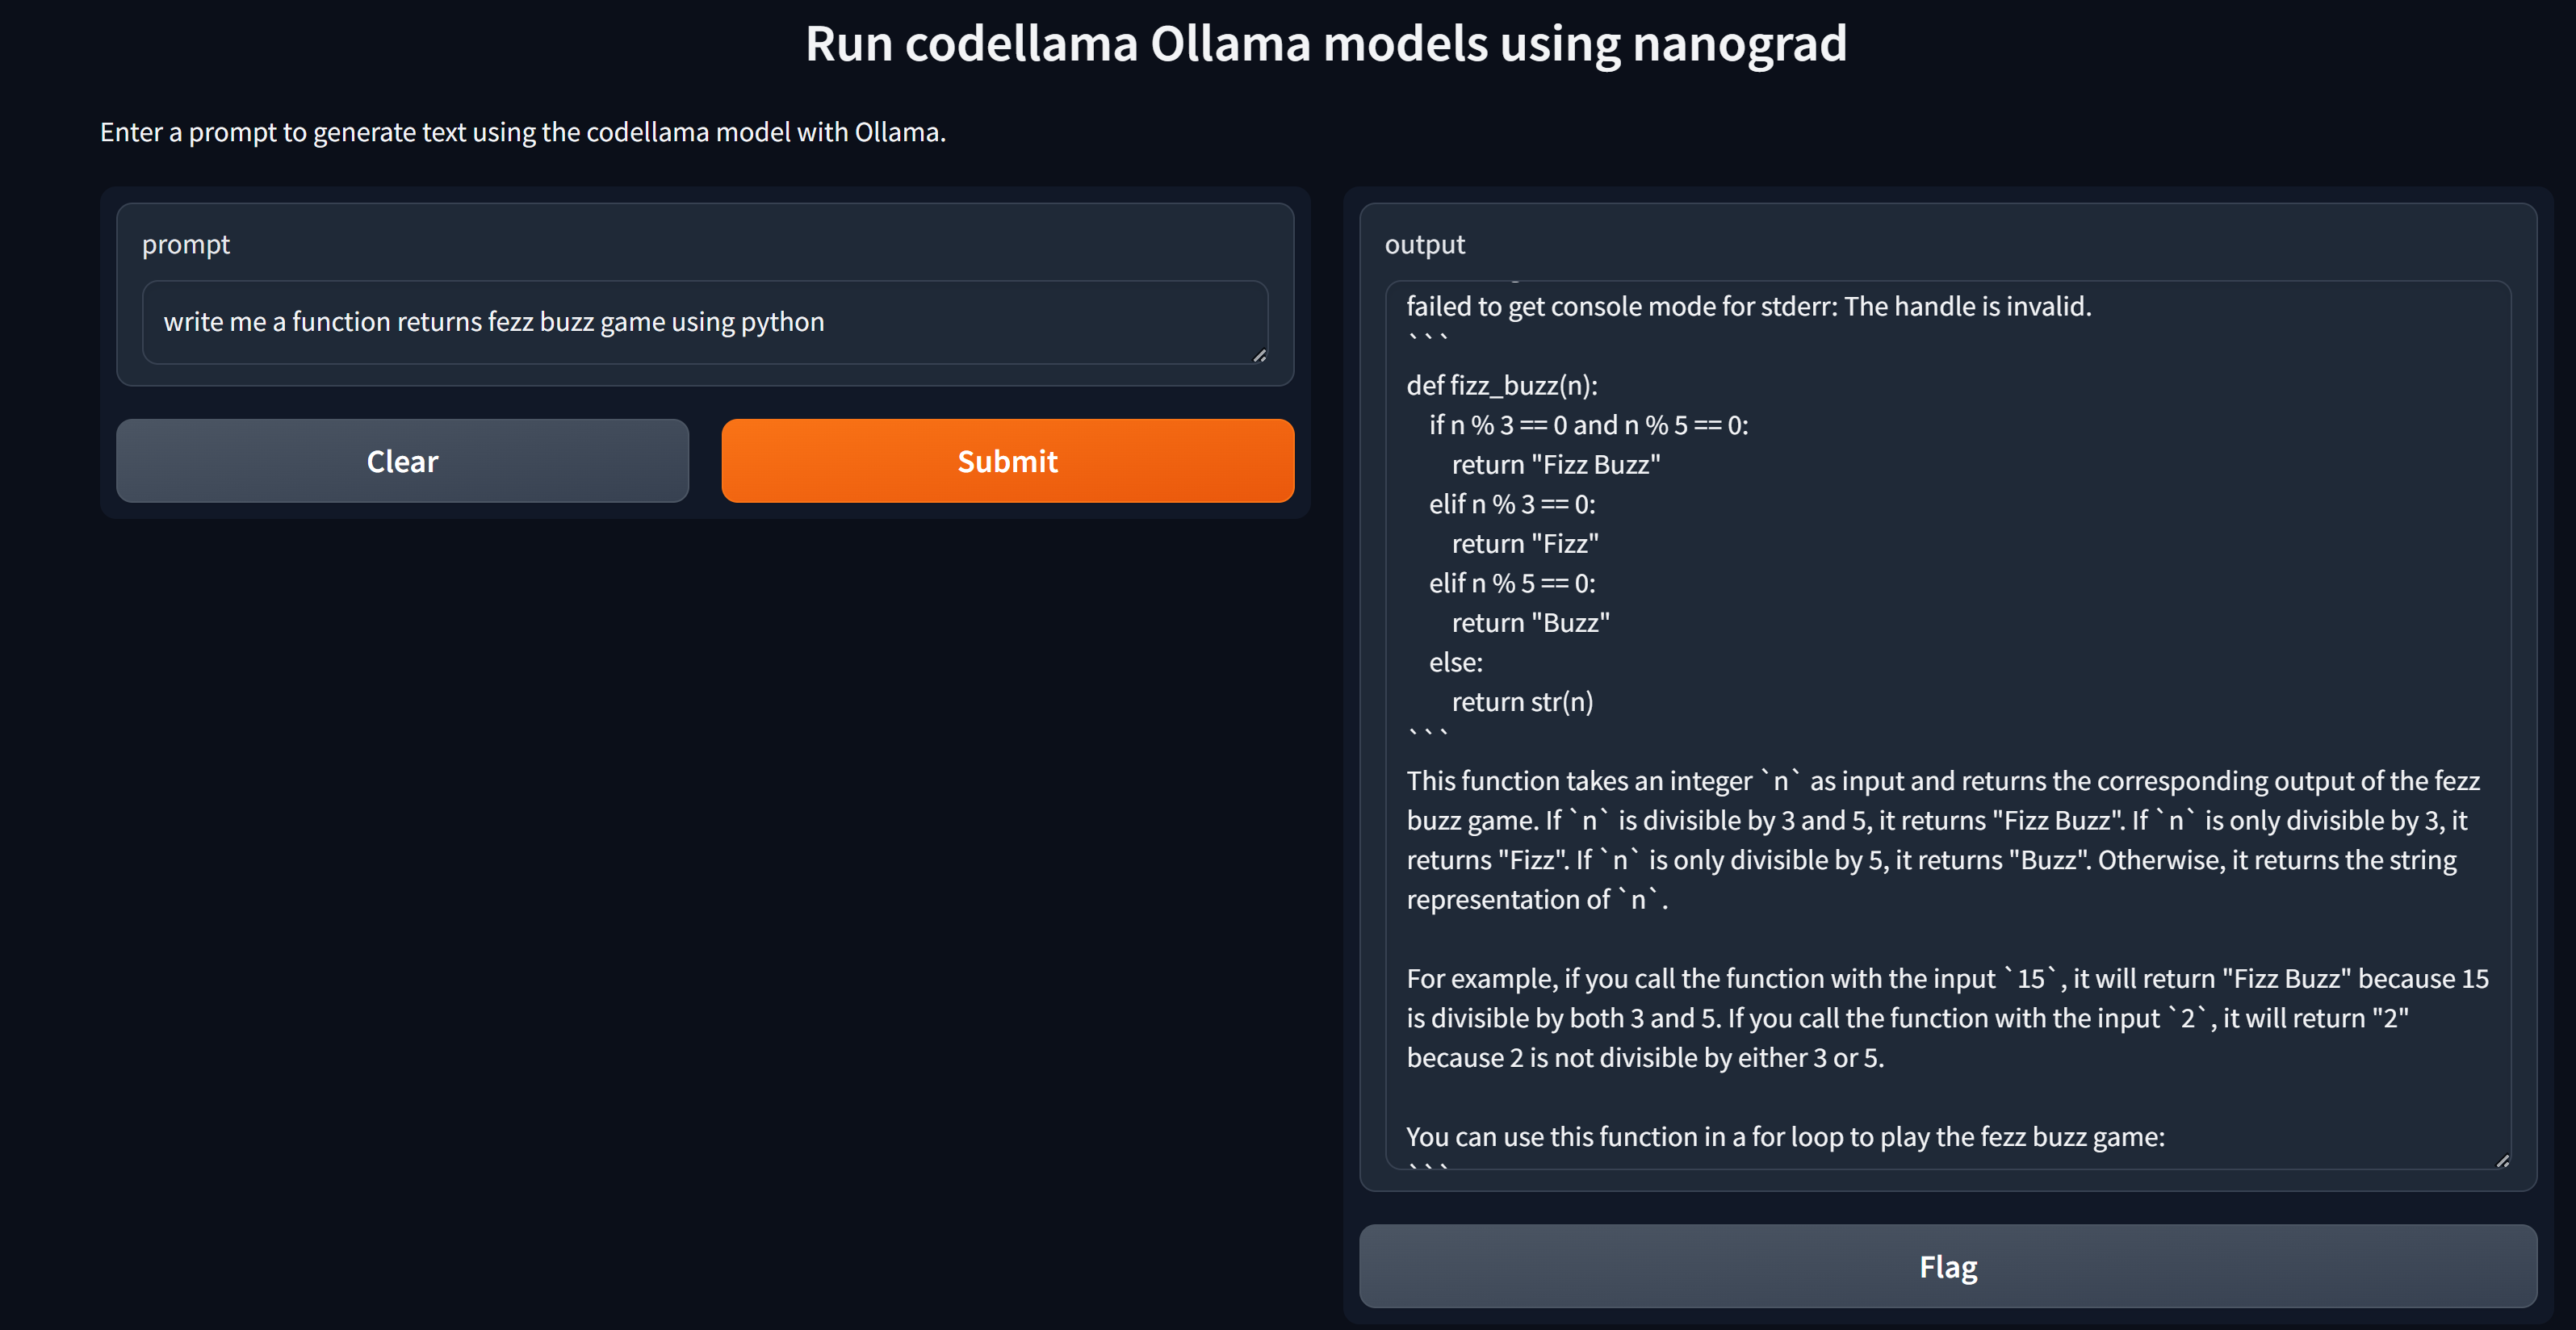 Run codellama Ollama models using nanograd
Enter a prompt to generate text using the codellama model with Ollama.
prompt
write me a function returns fezz buzz game using python
Clear
Submit
output
failed to get console mode for stderr: The handle is invalid.
```
def fizz_buzz(n):
    if n % 3 == 0 and n % 5 == 0:
        return "Fizz Buzz"
    elif n % 3 == 0:
        return "Fizz"
    elif n % 5 == 0:
        return "Buzz"
    else:
        return str(n)
```
This function takes an integer `n` as input and returns the corresponding output of the fezz
buzz game. If `n` is divisible by 3 and 5, it returns "Fizz Buzz". If `n` is only divisible by 3, it
returns "Fizz". If `n` is only divisible by 5, it returns "Buzz". Otherwise, it returns the string
representation of `n`.
For example, if you call the function with the input `15`, it will return "Fizz Buzz" because 15
is divisible by both 3 and 5. If you call the function with the input `2`, it will return "2"
because 2 is not divisible by either 3 or 5.
You can use this function in a for loop to play the fezz buzz game:
```
Flag